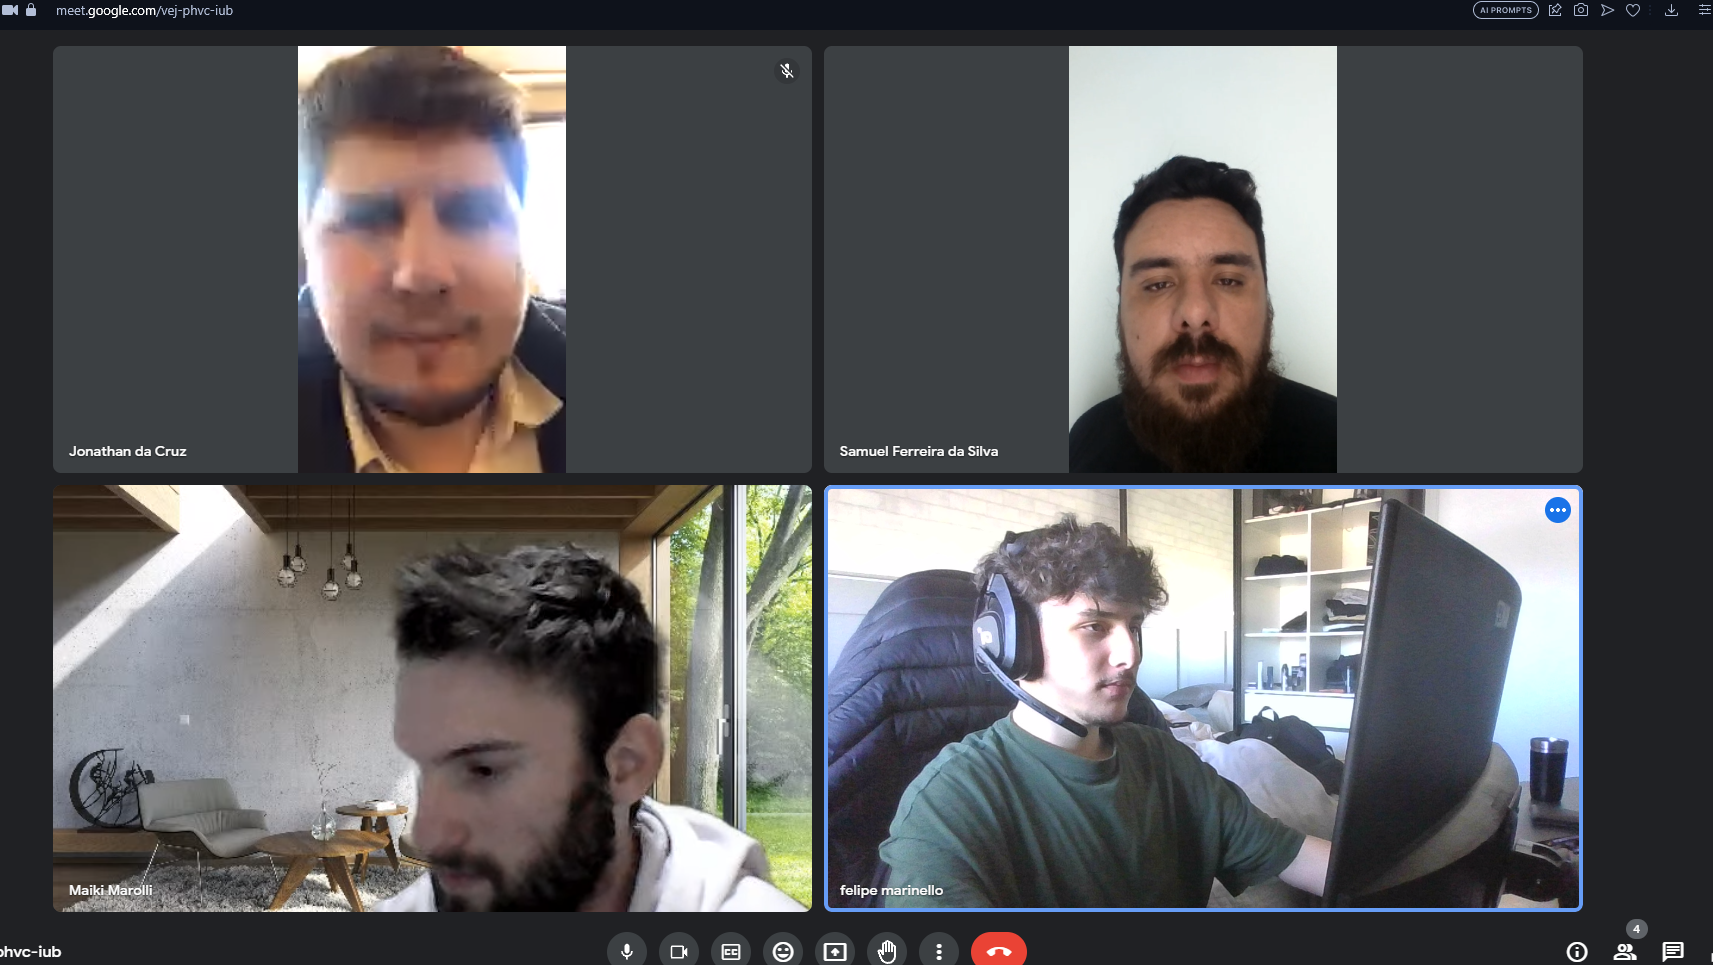 meet.google.com/vej-phvc-iub
AI PROMPTS
Jonathan da Cruz
Samuel Ferreira da Silva
Maiki Marolli
felipe marinello
phvc-iub
4